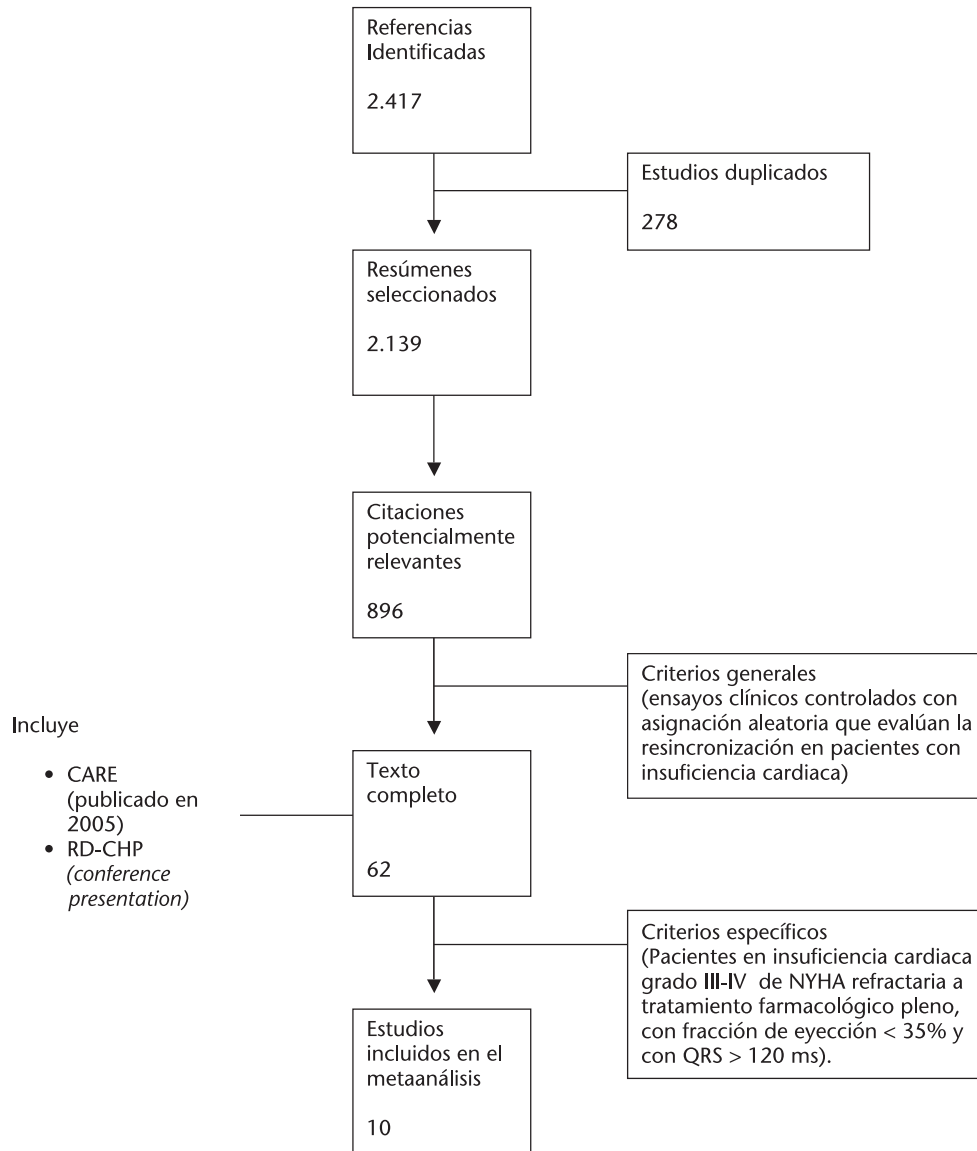 Referencias
Identificadas
2.417
Estudios duplicados
278
Resúmenes
seleccionados
2.139
Citaciones
potencialmente
relevantes
896
Criterios generales
(ensayos clínicos controlados con
asignación aleatoria que evalúan la
resincronización en pacientes con
insuficiencia cardiaca)
Incluye
• CARE
(publicado en
2005)
• RD-CHP
(conference
presentation)
Texto
completo
62
Criterios específicos
(Pacientes en insuficiencia cardiaca
grado III-IV de NYHA refractaria a
tratamiento farmacológico pleno,
con fracción de eyección < 35% y
con QRS > 120 ms).
Estudios
incluidos en el
metaanálisis
10